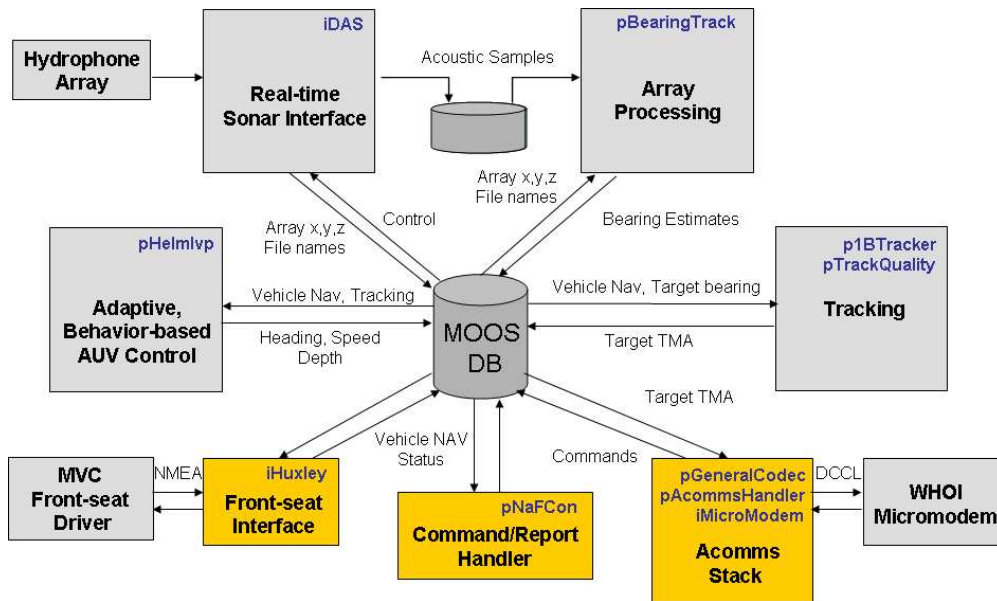 iDAS
Hydrophone
Array
Real-time
Sonar Interface
Acoustic Samples
pBearingTrack
Array
Processing
Array x,y,z
File names
Control
Array x,y,z
File names
Bearing Estimates
pHelmIvp
Adaptive,
Behavior-based
AUV Control
Vehicle Nav, Tracking
Heading, Speed
Depth
MOOS
DB
Vehicle Nav, Target bearing
Target TMA
p1BTracker
pTrackQuality
Tracking
Target TMA
Commands
Vehicle NAV
Status
MVC
Front-seat
Driver
NMEA
iHuxley
Front-seat
Interface
pNaFCon
Command/Report
Handler
pGeneralCodec
pAcommsHandler
iMicroModem
Acomms
Stack
DCCL
WHOI
Micromodem